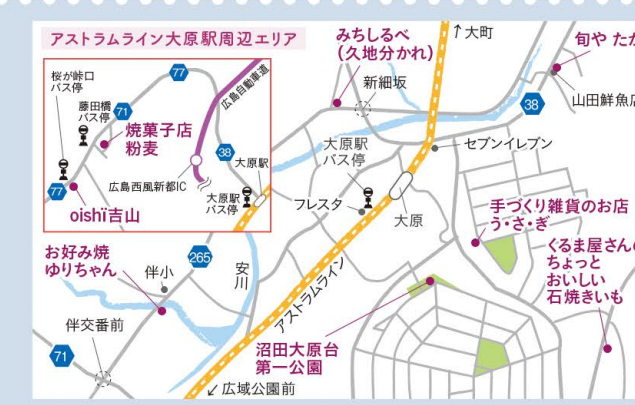 アストラムライン大原駅周辺エリア
77
広島自動車道
桜が峠口
バス停
藤田橋
バス停
71
焼菓子店
粉麦
38
大原駅
広島西風新都IC
大原駅
バス停
77
oishi吉山
みちしるべ
(久地分かれ)
↑大町
旬や たか
新細坂
山田鮮魚店
38
大原駅
バス停
セブンイレブン
フレスタ
大原
手づくり雑貨のお店
う・さ・ぎ
お好み焼
ゆりちゃん
伴小
265
安川
アストラムライン
くるま屋さんの
ちょっと
おいしい
石焼きいも
伴交番前
71
沼田大原台
第一公園
↙広域公園前